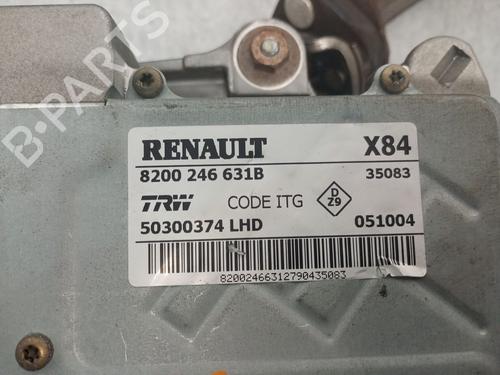 B-PARTS
RENAULT X84
8200 246 631B 35083
TRW CODE ITG D Z9
50300374 LHD 051004
82002466312790435083